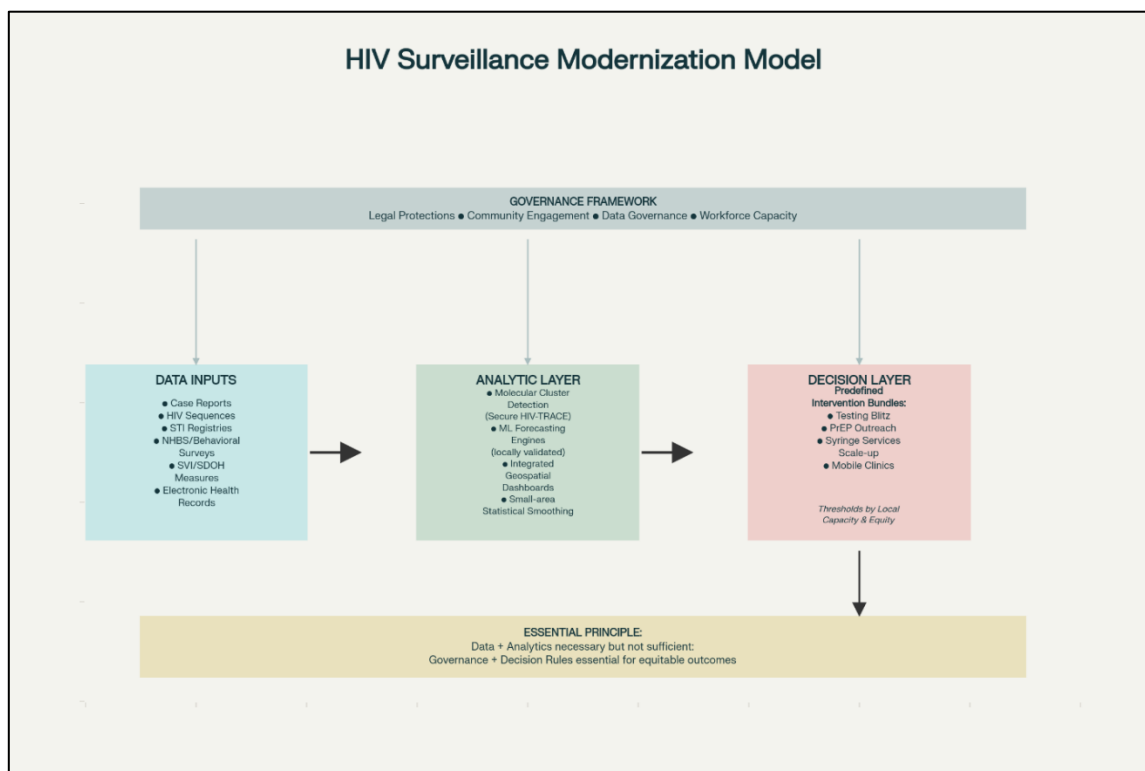 HIV Surveillance Modernization Model
GOVERNANCE FRAMEWORK
Legal Protections ● Community Engagement ● Data Governance ● Workforce Capacity
DATA INPUTS
● Case Reports
● HIV Sequences
● STI Registries
● NHBS/Behavioral
Surveys
● SVI/SDOH
Measures
● Electronic Health
Records
ANALYTIC LAYER
● Molecular Cluster
Detection
(Secure HIV-TRACE)
● ML Forecasting
Engines
(locally validated)
● Integrated
Geospatial
Dashboards
● Small-area
Statistical Smoothing
DECISION LAYER
Predefined
Intervention Bundles:
● Testing Blitz
● PrEP Outreach
● Syringe Services
Scale-up
● Mobile Clinics
Thresholds by Local
Capacity & Equity
ESSENTIAL PRINCIPLE:
Data + Analytics necessary but not sufficient:
Governance + Decision Rules essential for equitable outcomes